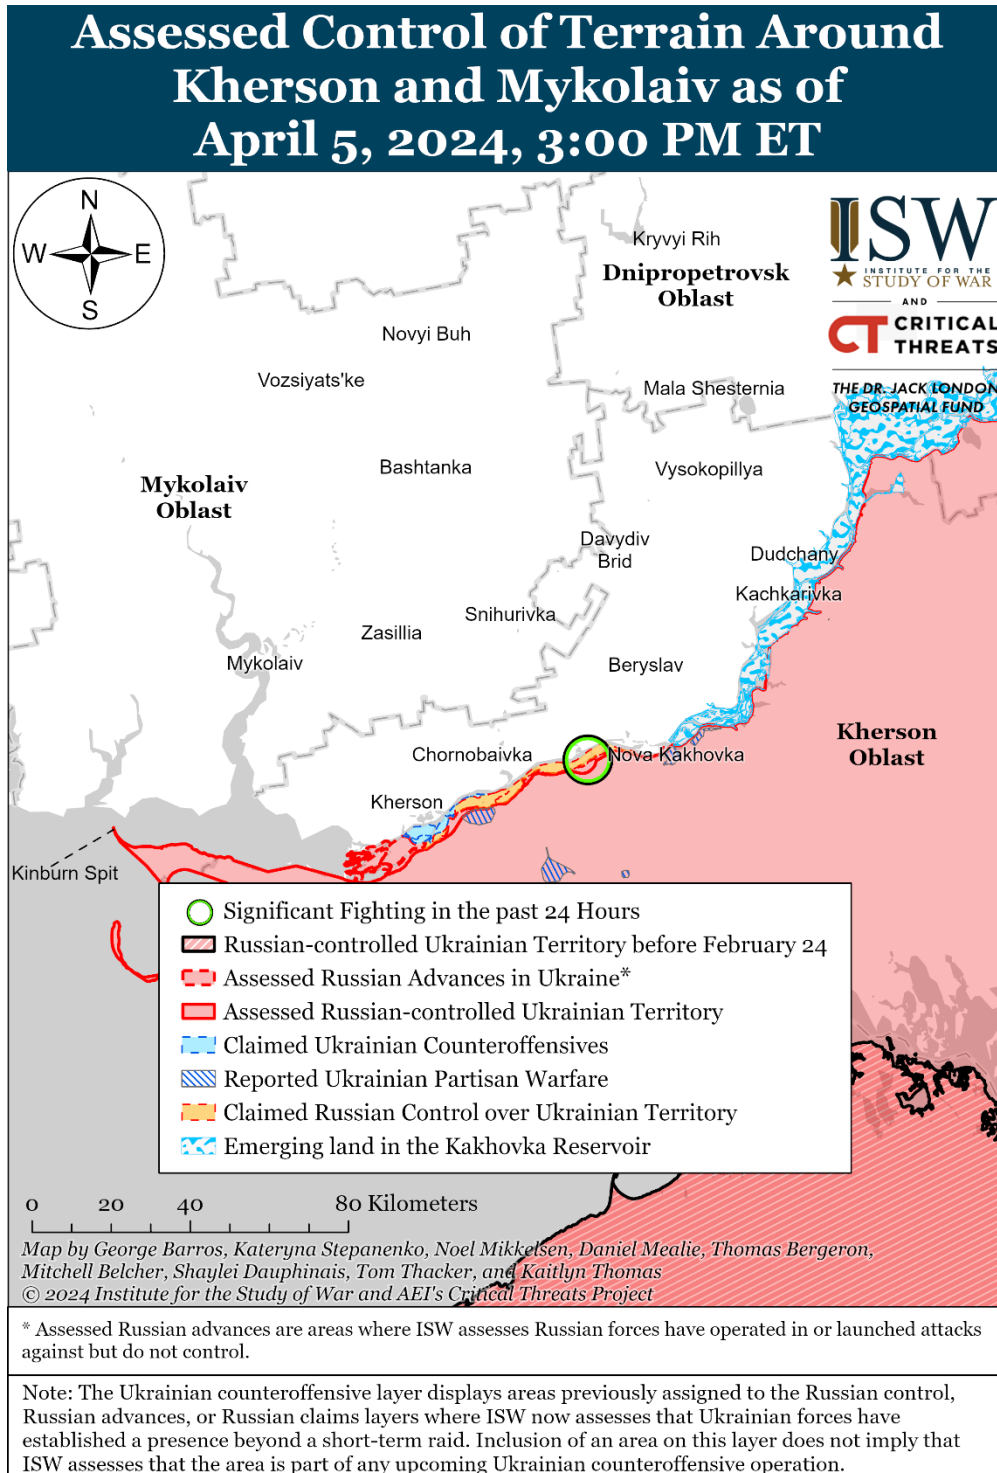 Assessed Control of Terrain Around
Kherson and Mykolaiv as of
April 5, 2024, 3:00 PM ET
N
W E
S
ISW
INSTITUTE FOR THE
STUDY OF WAR
AND
CT CRITICAL
THREATS
THE DR. JACK LONDON
GEOSPATIAL FUND
Kryvyi Rih
Dnipropetrovsk
Oblast
Novyi Buh
Vozsiyats'ke
Mala Shesternia
Bashtanka
Vysokopillya
Mykolaiv
Oblast
Davydiv
Brid
Dudchany
Kachkarivka
Snihurivka
Zasillia
Mykolaiv
Beryslav
Kherson
Oblast
Chornobaivka
Nova Kakhovka
Kherson
Kinburn Spit
Significant Fighting in the past 24 Hours
Russian-controlled Ukrainian Territory before February 24
Assessed Russian Advances in Ukraine*
Assessed Russian-controlled Ukrainian Territory
Claimed Ukrainian Counteroffensives
Reported Ukrainian Partisan Warfare
Claimed Russian Control over Ukrainian Territory
Emerging land in the Kakhovka Reservoir
0 20 40 80 Kilometers
Map by George Barros, Kateryna Stepanenko, Noel Mikkelsen, Daniel Mealie, Thomas Bergeron,
Mitchell Belcher, Shaylei Dauphinais, Tom Thacker, and Kaitlyn Thomas
© 2024 Institute for the Study of War and AEI's Critical Threats Project
* Assessed Russian advances are areas where ISW assesses Russian forces have operated in or launched attacks
against but do not control.
Note: The Ukrainian counteroffensive layer displays areas previously assigned to the Russian control,
Russian advances, or Russian claims layers where ISW now assesses that Ukrainian forces have
established a presence beyond a short-term raid. Inclusion of an area on this layer does not imply that
ISW assesses that the area is part of any upcoming Ukrainian counteroffensive operation.